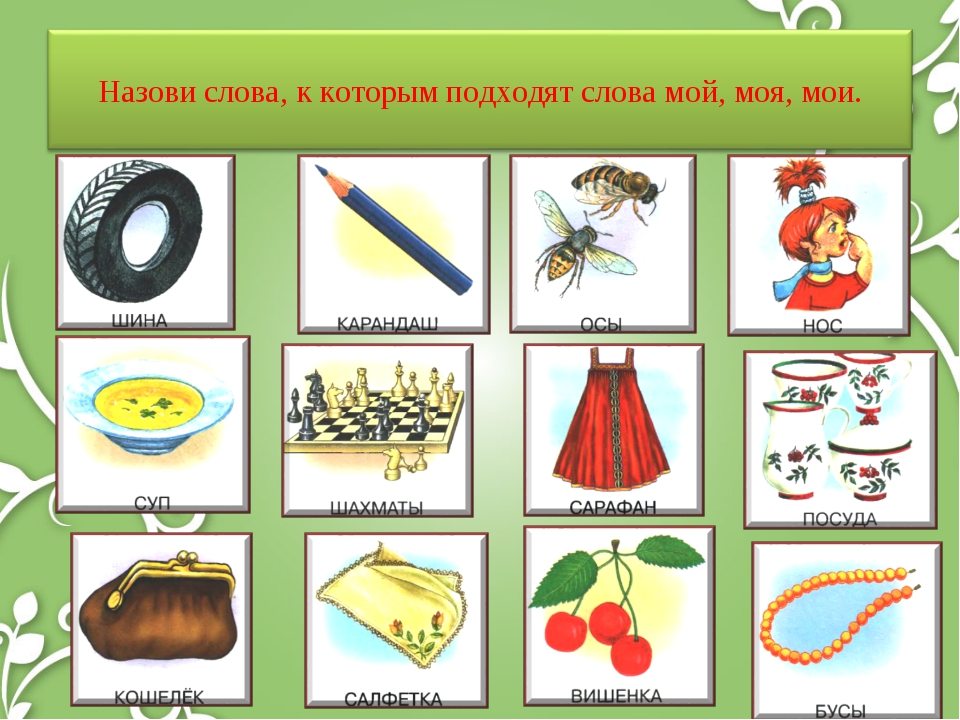 Назови слова, к которым подходят слова мой, моя, мои.
ШИНА
КАРАНДАШ
ОСЫ
НОС
СУП
ШАХМАТЫ
САРАФАН
ПОСУДА
КОШЕЛЁК
САЛФЕТКА
ВИШЕНКА
БУСЫ